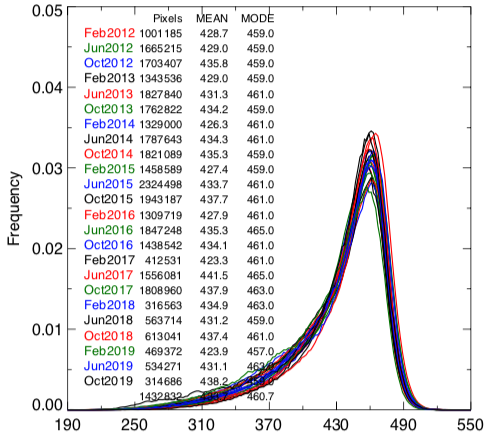 0.05
Pixels MEAN MODE
Feb2012 1001185 428.7 459.0
Jun2012 1665215 429.0 459.0
Oct2012 1703407 435.8 459.0
Feb2013 1343536 429.0 459.0
0.04
Jun2013 1827840 431.3 461.0
Oct2013 1762822 434.2 459.0
Feb2014 1329000 426.3 461.0
Jun2014 1787643 434.3 461.0
Oct2014 1821089 435.3 459.0
0.03
Feb2015 1458589 427.4 459.0
Jun2015 2324498 433.7 461.0
Oct2015 1943187 437.7 461.0
Feb2016 1309719 427.9 461.0
Jun2016 1847248 435.3 465.0
Frequency
0.02
Oct2016 1438542 434.1 461.0
Feb2017 412531 423.3 461.0
Jun2017 1556081 441.5 465.0
Oct2017 1808960 437.9 463.0
Feb2018 316563 434.9 463.0
Jun2018 563714 431.2 459.0
0.01
Oct2018 613041 437.4 461.0
Feb2019 469372 423.9 457.0
Jun2019 534271 431.1
Oct2019 314686 438.2
1432832 460.7
0.00
190 250 310 370 430 490 550